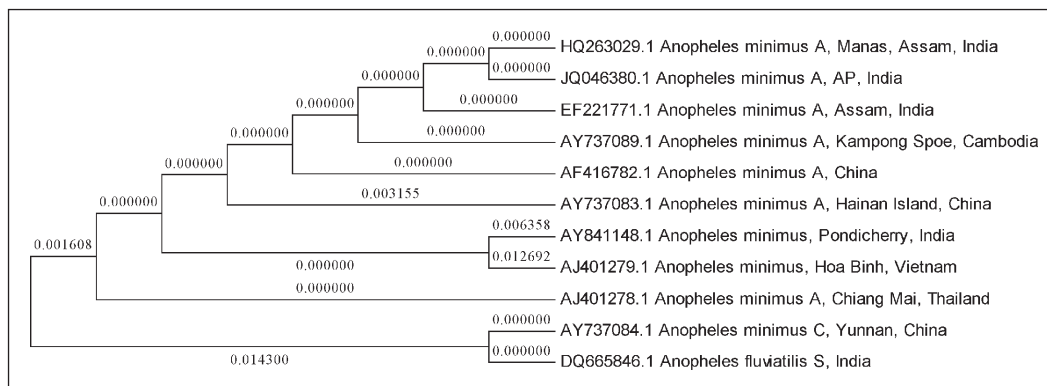 0.000000
0.000000 HQ263029.1 Anopheles minimus A, Manas, Assam, India
0.000000
0.000000 JQ046380.1 Anopheles minimus A, AP, India
0.000000
0.000000 EF221771.1 Anopheles minimus A, Assam, India
0.000000
0.000000 AY737089.1 Anopheles minimus A, Kampong Spoe, Cambodia
0.000000
0.000000 AF416782.1 Anopheles minimus A, China
0.003155
0.000000 AY737083.1 Anopheles minimus A, Hainan Island, China
0.006358
AY841148.1 Anopheles minimus, Pondicherry, India
0.001608
0.012692
0.000000 AJ401279.1 Anopheles minimus, Hoa Binh, Vietnam
0.000000
AJ401278.1 Anopheles minimus A, Chiang Mai, Thailand
0.000000
AY737084.1 Anopheles minimus C, Yunnan, China
0.014300
0.000000
DQ665846.1 Anopheles fluviatilis S, India